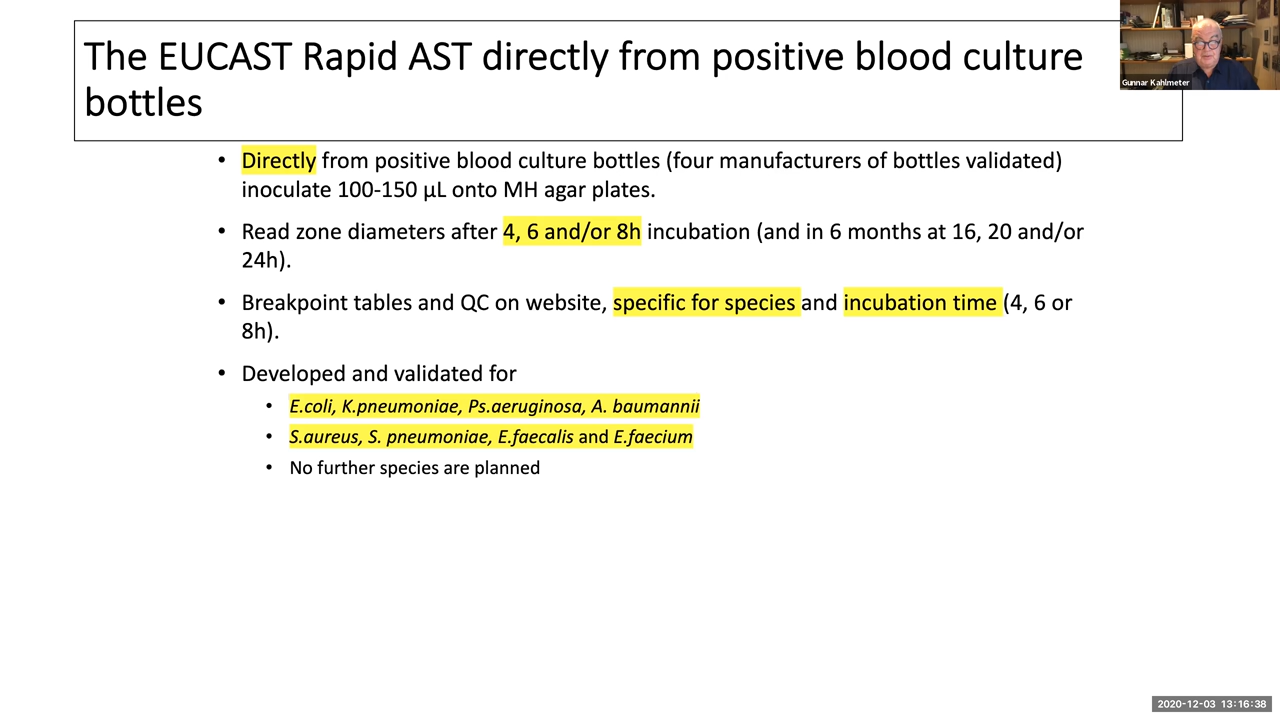 The EUCAST Rapid AST directly from positive blood culture
bottles
Gunnar Kahlmeter
• Directly from positive blood culture bottles (four manufacturers of bottles validated)
inoculate 100-150 µL onto MH agar plates.
• Read zone diameters after 4, 6 and/or 8h incubation (and in 6 months at 16, 20 and/or
24h).
• Breakpoint tables and QC on website, specific for species and incubation time (4, 6 or
8h).
• Developed and validated for
• E.coli, K.pneumoniae, Ps.aeruginosa, A. baumannii
• S.aureus, S. pneumoniae, E.faecalis and E.faecium
• No further species are planned
2020-12-03 13:16:38